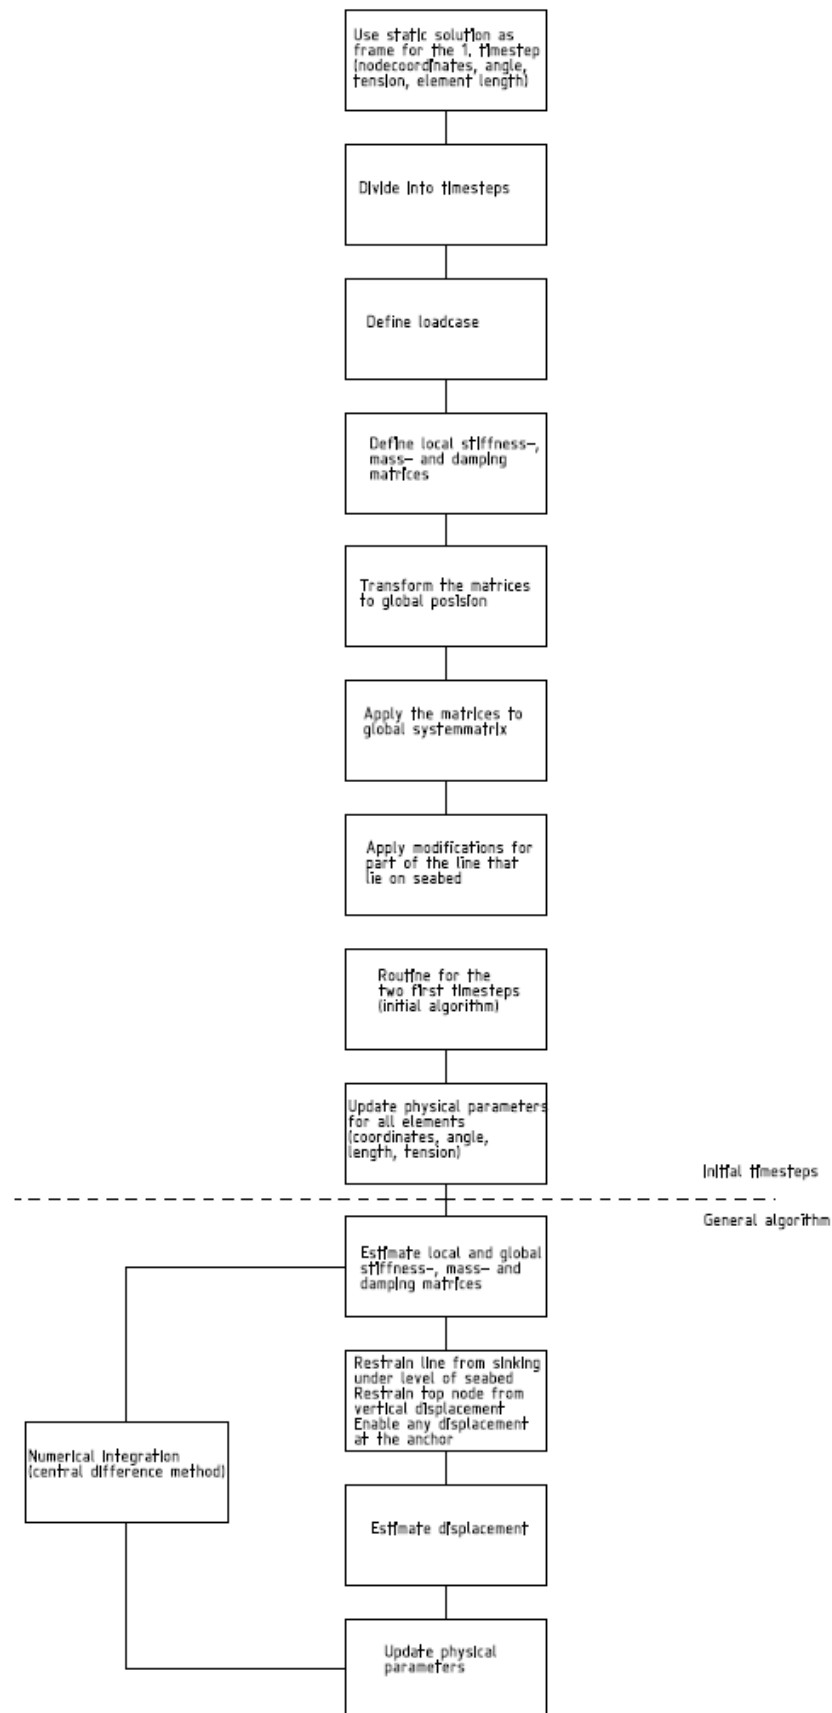 Use static solution as
frame for the 1. timestep
(nodecoordinates, angle,
tension, element length)
Divide into timesteps
Define loadcase
Define local stiffness-,
mass- and damping
matrices
Transform the matrices
to global posision
Apply the matrices to
global systemmatrix
Apply modifications for
part of the line that
lie on seabed
Routine for the
two first timesteps
(initial algorithm)
Update physical parameters
for all elements
(coordinates, angle,
length, tension)
Initial timesteps
General algorithm
Estimate local and global
stiffness-, mass- and
damping matrices
Restrain line from sinking
under level of seabed
Restrain top node from
vertical displacement
Enable any displacement
at the anchor
Numerical integration
(central difference method)
Estimate displacement
Update physical
parameters